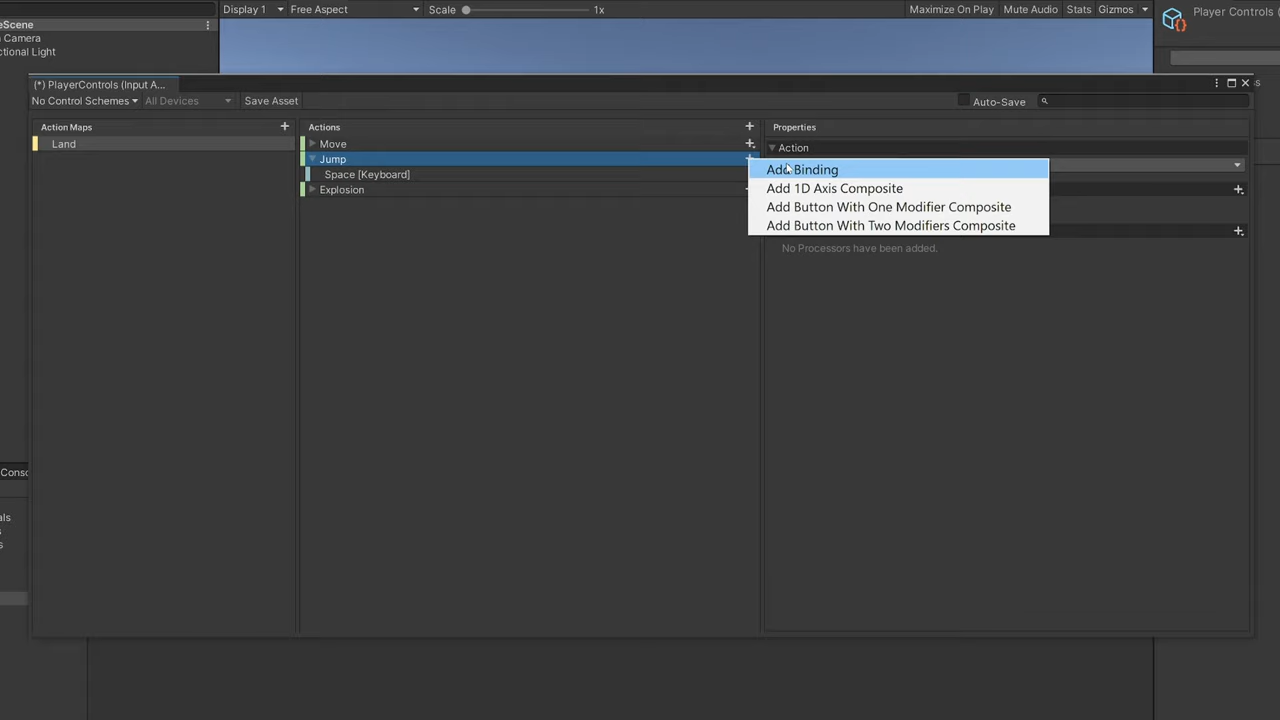 Display 1 Free Aspect Scale 1x Maximize On Play Mute Audio Stats Gizmos Player Controls (
eScene
Camera
ctional Light
(*) PlayerControls (Input A...
No Control Schemes All Devices Save Asset Auto-Save
Action Maps Actions Properties
Land Move Action
Jump
Add Binding
Space [Keyboard]
Add 1D Axis Composite
Explosion
Add Button With One Modifier Composite
Add Button With Two Modifiers Composite
No Processors have been added.
Conso
als